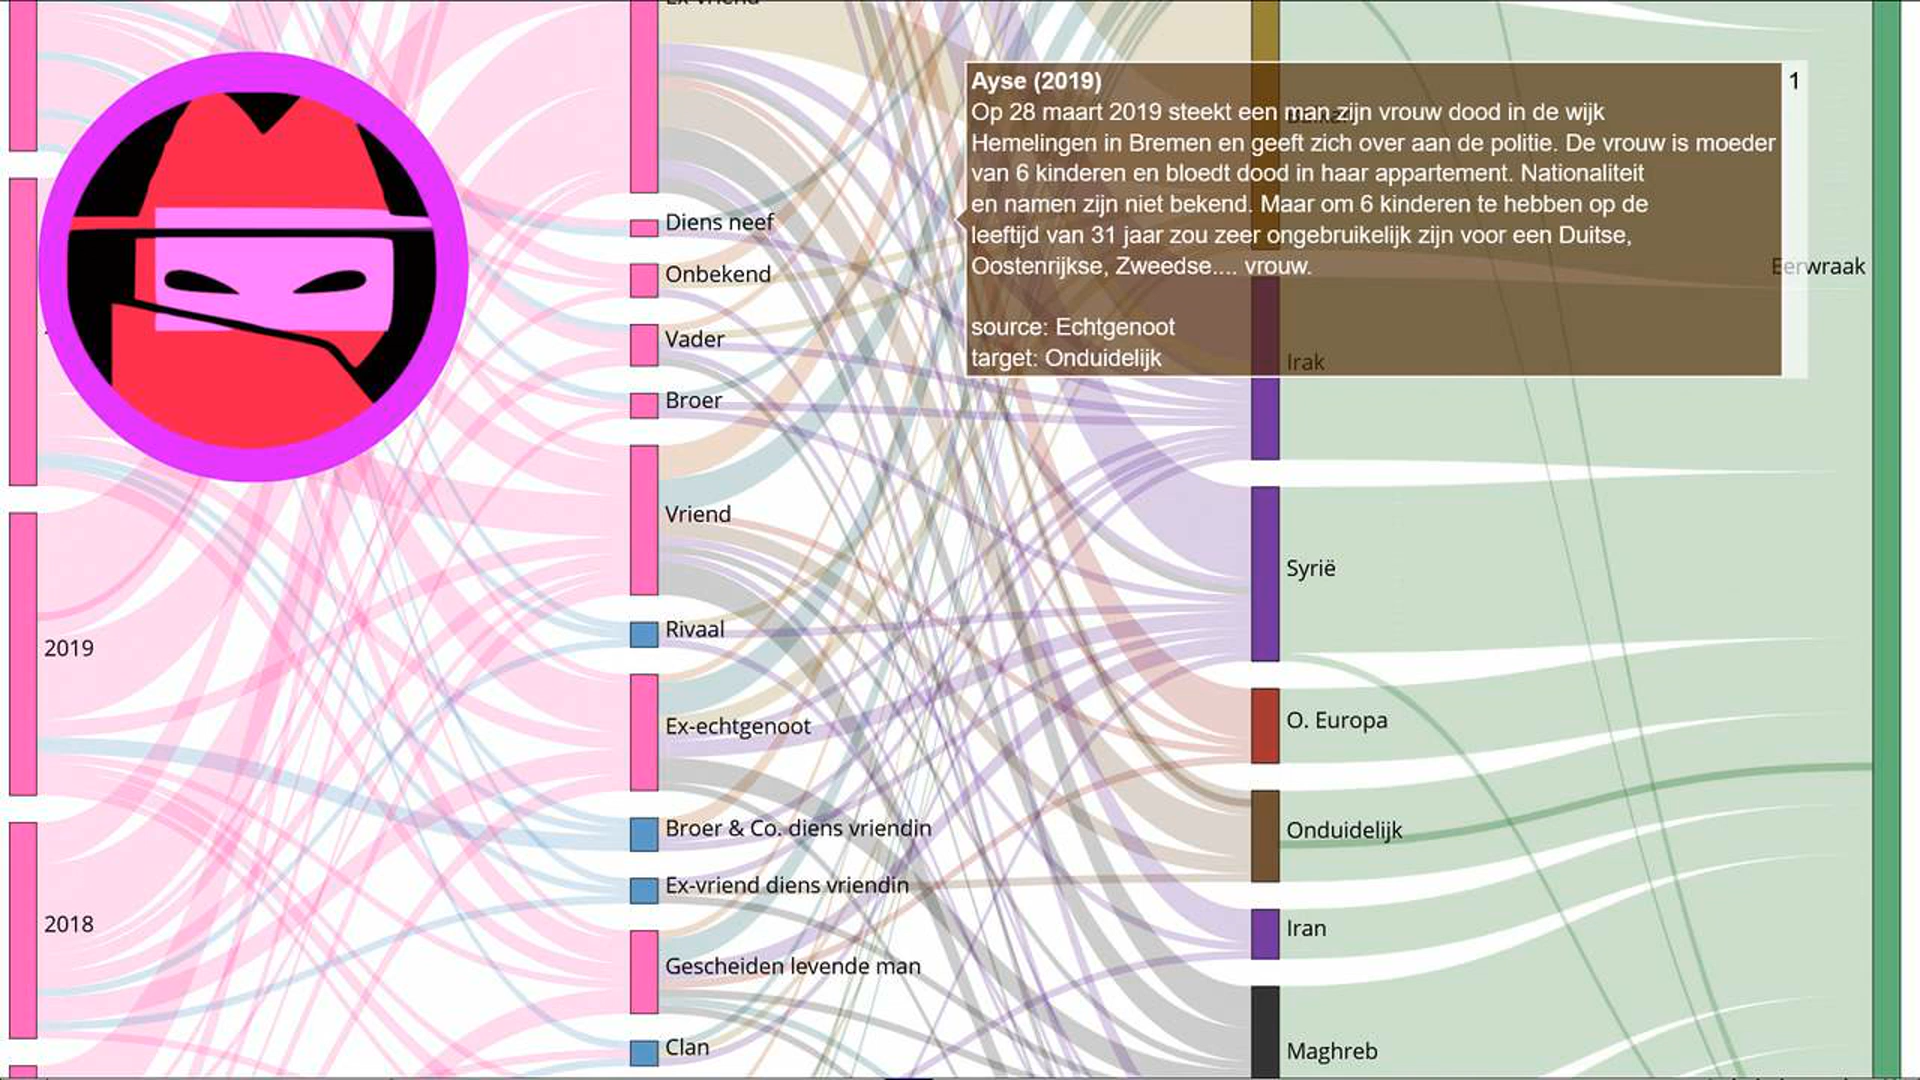 Ex-vriend
Ayse (2019)
1
Op 28 maart 2019 steekt een man zijn vrouw dood in de wijk
Hemelingen in Bremen en geeft zich over aan de politie. De vrouw is moeder
van 6 kinderen en bloedt dood in haar appartement. Nationaliteit
en namen zijn niet bekend. Maar om 6 kinderen te hebben op de
leeftijd van 31 jaar zou zeer ongebruikelijk zijn voor een Duitse,
Oostenrijkse, Zweedse.... vrouw.
source: Echtgenoot
target: Onduidelijk
Diens neef
Onbekend
Vader
Broer
Vriend
Rivaal
Ex-echtgenoot
Broer & Co. diens vriendin
Ex-vriend diens vriendin
Gescheiden levende man
Clan
2019
2018
Irak
Syrië
O. Europa
Onduidelijk
Iran
Maghreb
Eerwraak